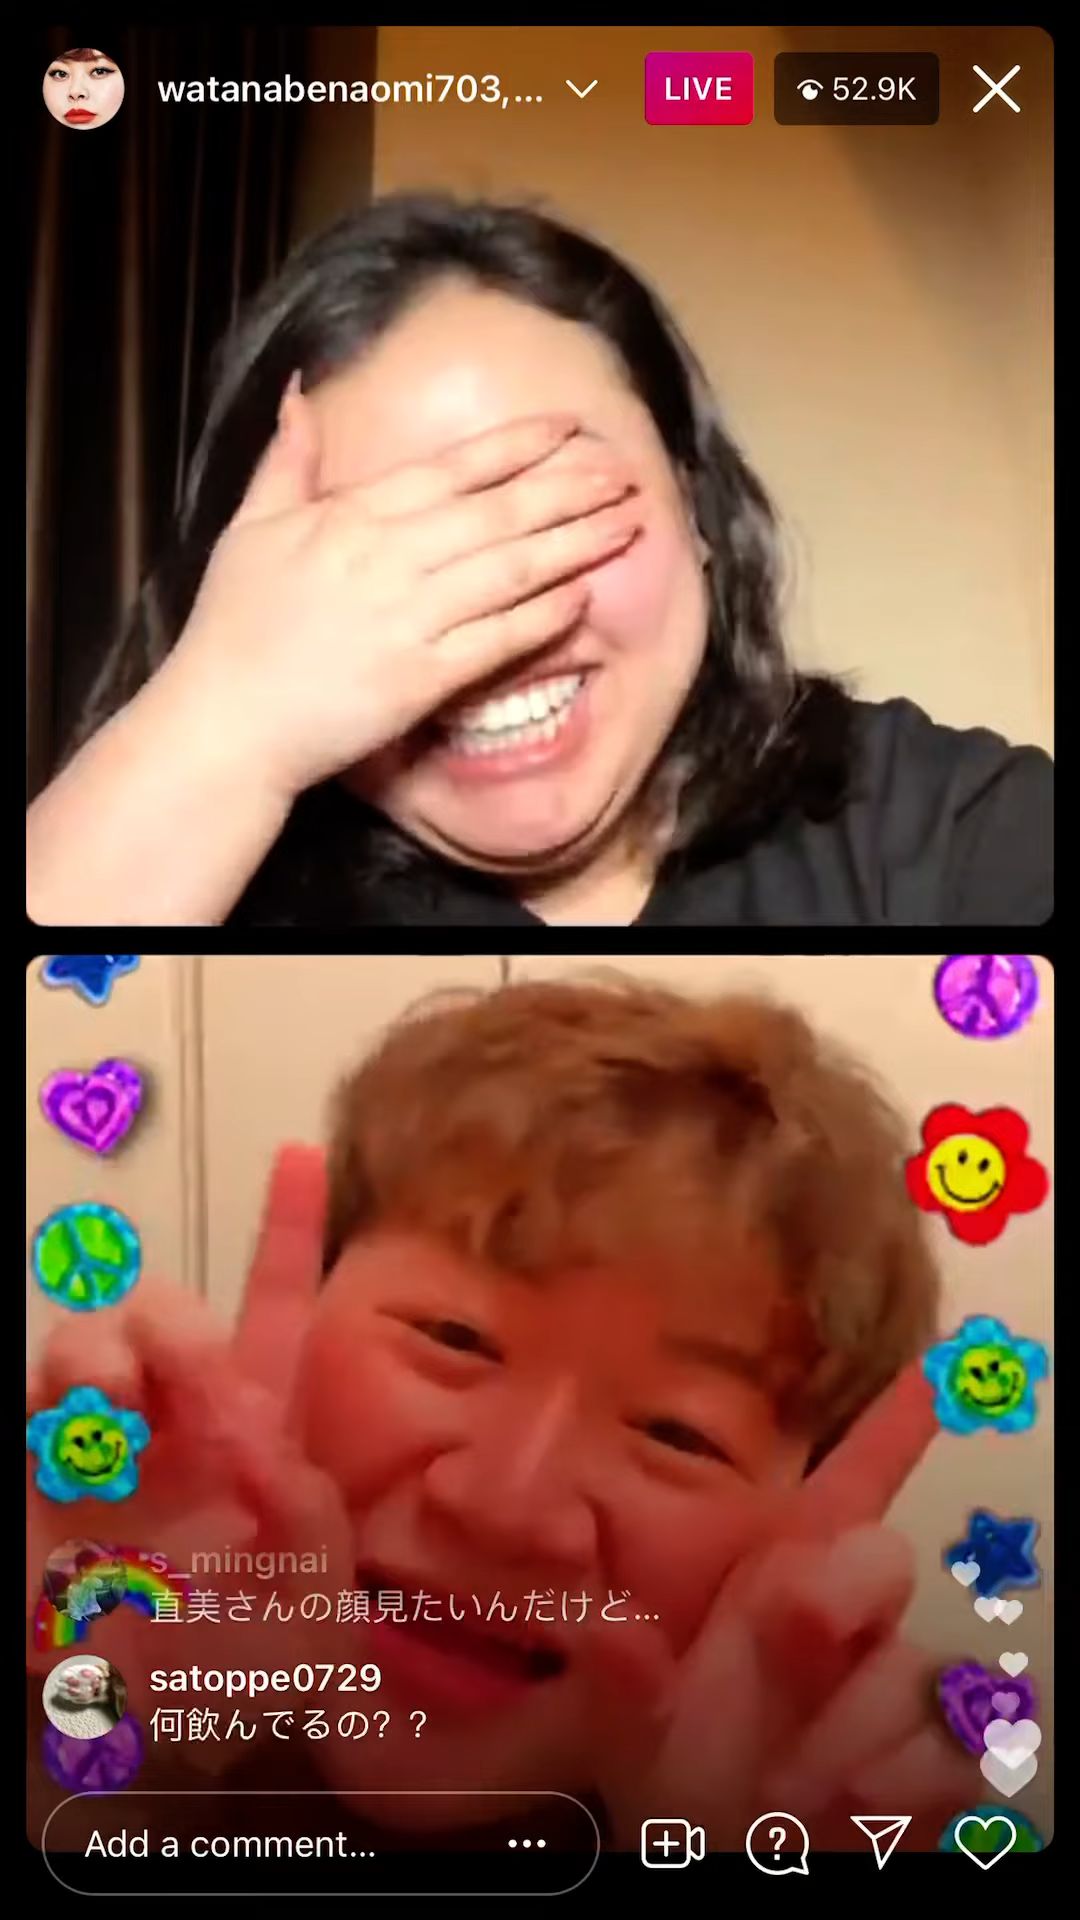 watanabenaomi703,...
LIVE
52.9K
s_mingnai
直美さんの顔見たいんだけど...
satoppe0729
何飲んでるの？？
Add a comment...